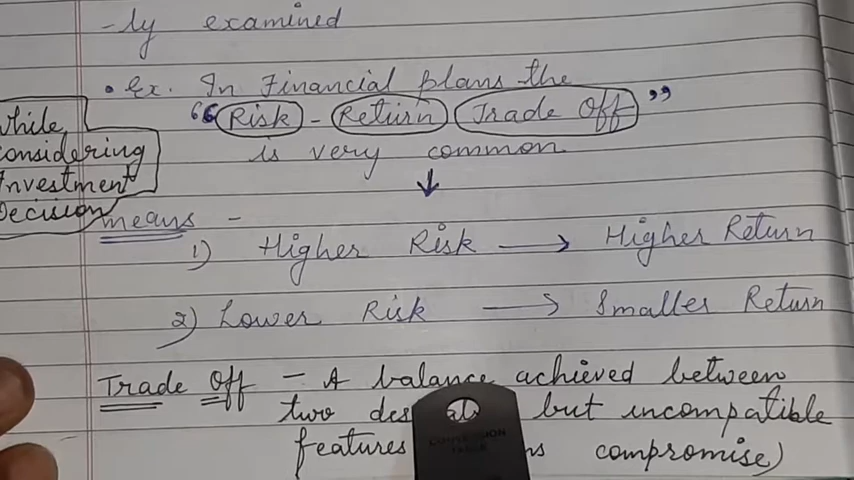 -ly examined
• Ex. In Financial plans the
"Risk - Return Trade Off"
is very common
While,
considering
Investment
Decision
means -
1) Higher Risk → Higher Return
2) Lower Risk → Smaller Return
Trade Off - A balance achieved between
two but incompatible
features compromise)
CONVERSION
TABLE